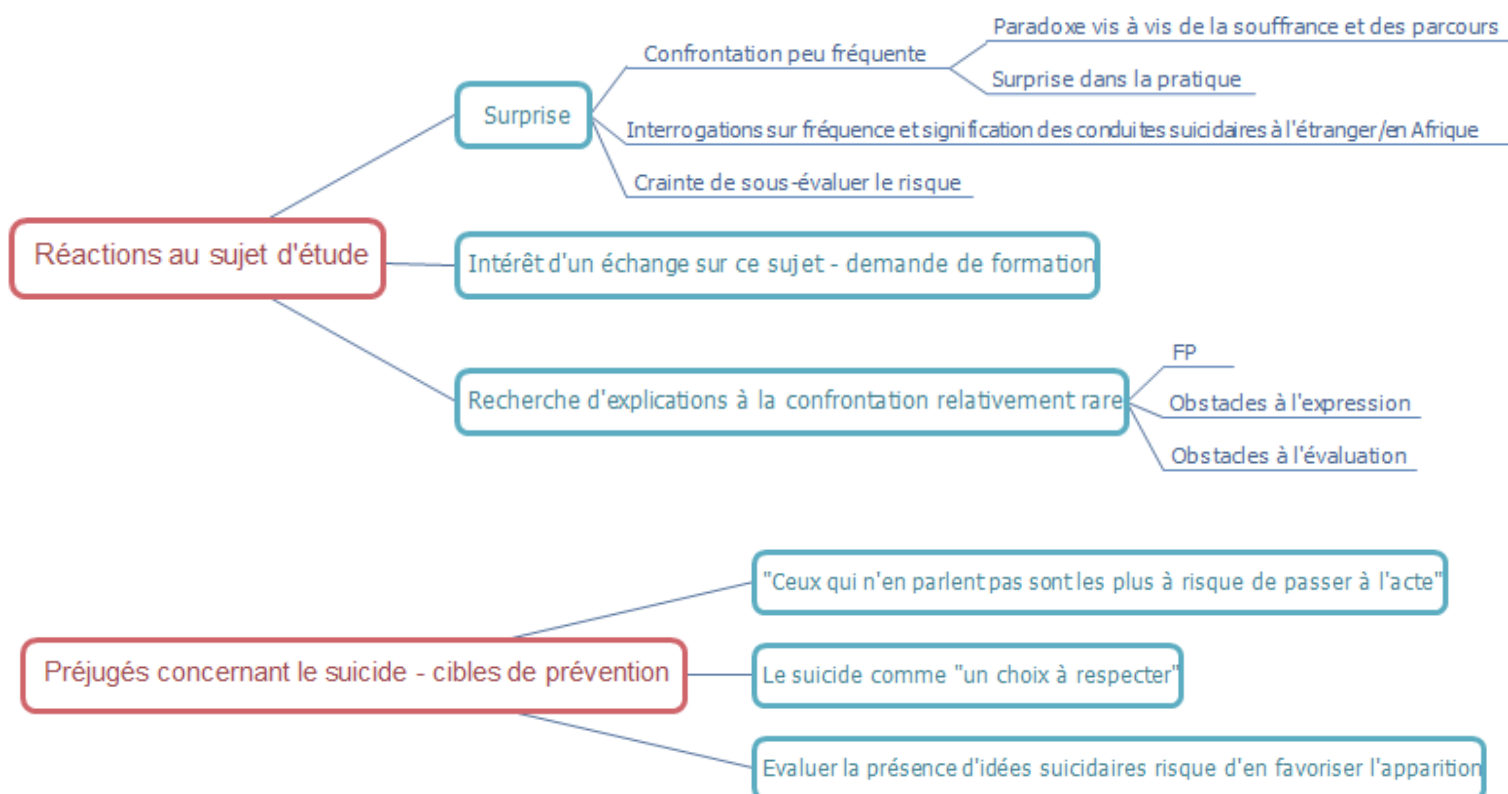 Réactions au sujet d'étude
Surprise
Confrontation peu fréquente
Paradoxe vis à vis de la souffrance et des parcours
Surprise dans la pratique
Interrogations sur fréquence et signification des conduites suicidaires à l'étranger/en Afrique
Crainte de sous-évaluer le risque
Intérêt d'un échange sur ce sujet - demande de formation
Recherche d'explications à la confrontation relativement rare
FP
Obstacles à l'expression
Obstacles à l'évaluation
Préjugés concernant le suicide - cibles de prévention
"Ceux qui n'en parlent pas sont les plus à risque de passer à l'acte"
Le suicide comme "un choix à respecter"
Evaluer la présence d'idées suicidaires risque d'en favoriser l'apparition